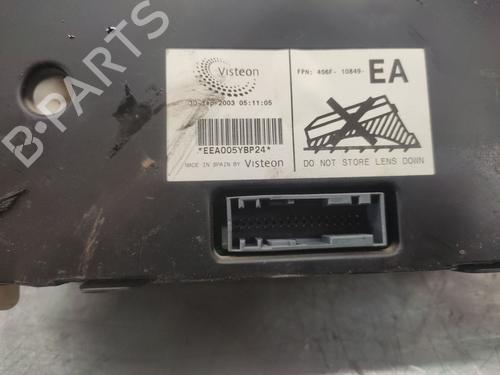 Visteon
2003 05:11:05
*EEA005YBP24*
MADE IN SPAIN BY Visteon
FPN: 4S6F- 10849- EA
DO NOT STORE LENS DOWN
B-PARTS